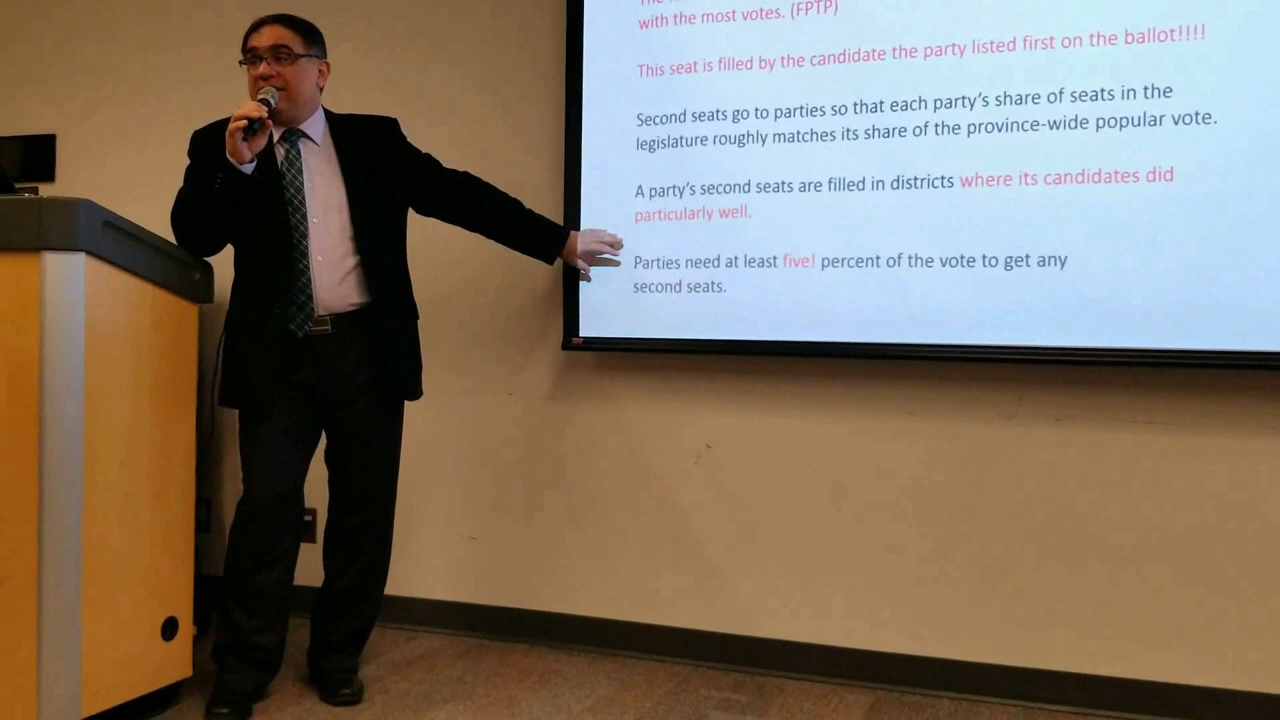 with the most votes. (FPTP)
This seat is filled by the candidate the party listed first on the ballot!!!!
Second seats go to parties so that each party's share of seats in the
legislature roughly matches its share of the province-wide popular vote.
A party's second seats are filled in districts where its candidates did
particularly well.
Parties need at least five! percent of the vote to get any
second seats.